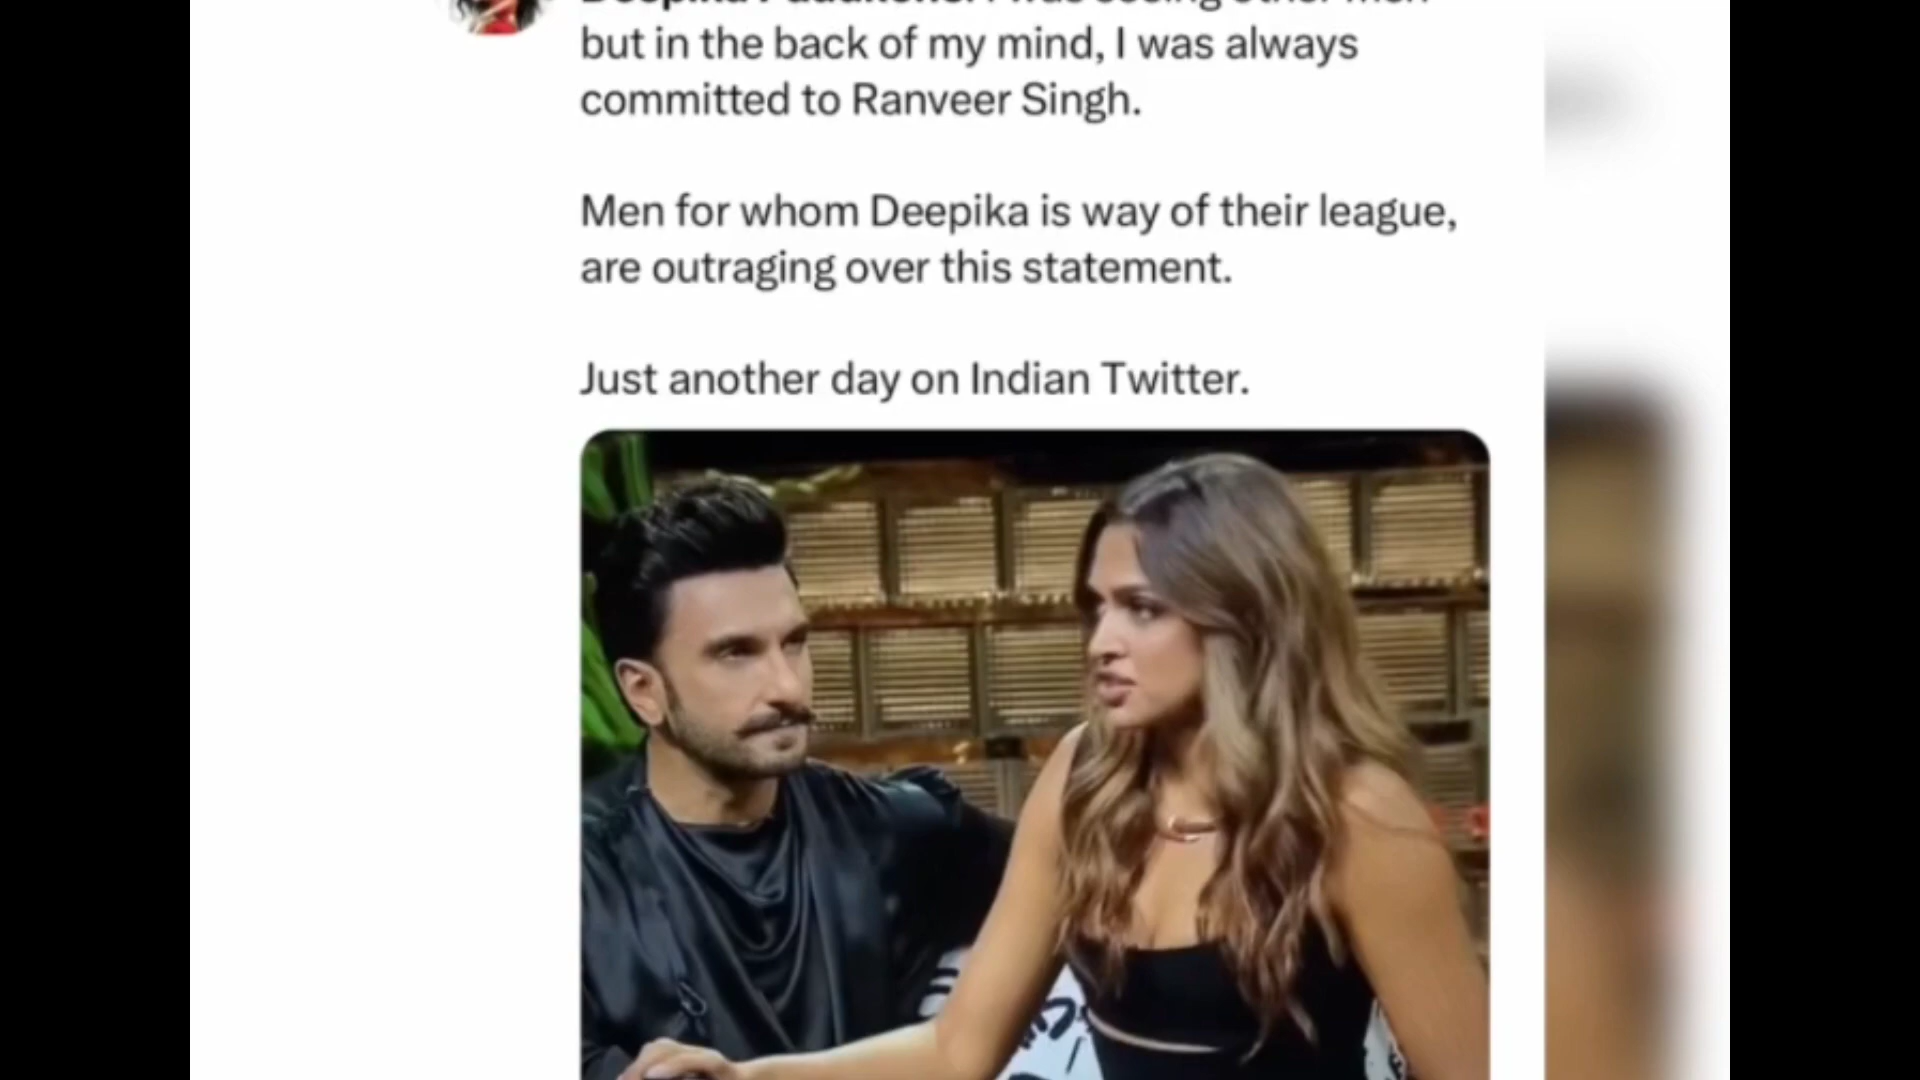 but in the back of my mind, I was always
committed to Ranveer Singh.
Men for whom Deepika is way of their league,
are outraging over this statement.
Just another day on Indian Twitter.